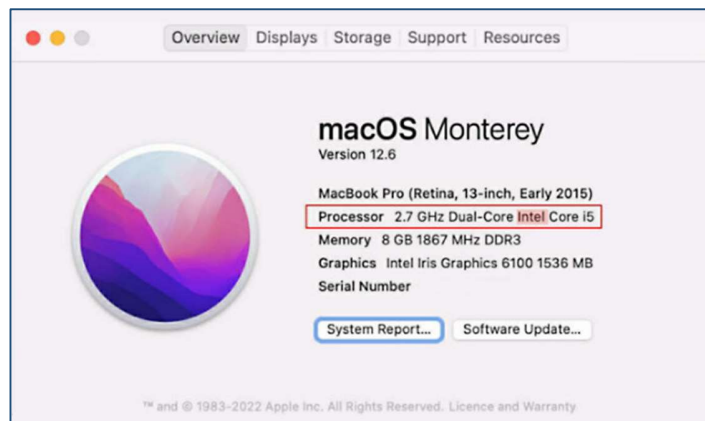 Overview Displays Storage Support Resources
macOS Monterey
Version 12.6
MacBook Pro (Retina, 13-inch, Early 2015)
Processor 2.7 GHz Dual-Core Intel Core i5
Memory 8 GB 1867 MHz DDR3
Graphics Intel Iris Graphics 6100 1536 MB
Serial Number
System Report... Software Update...
™ and © 1983-2022 Apple Inc. All Rights Reserved. Licence and Warranty